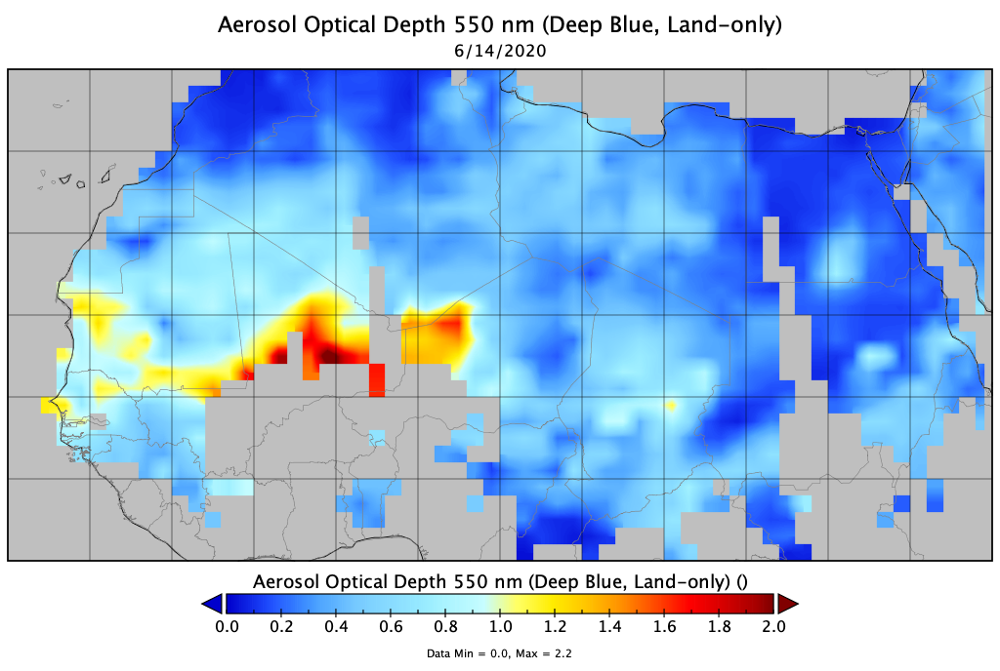 Aerosol Optical Depth 550 nm (Deep Blue, Land-only)
6/14/2020
Aerosol Optical Depth 550 nm (Deep Blue, Land-only) ()
0.0 0.2 0.4 0.6 0.8 1.0 1.2 1.4 1.6 1.8 2.0
Data Min = 0.0, Max = 2.2